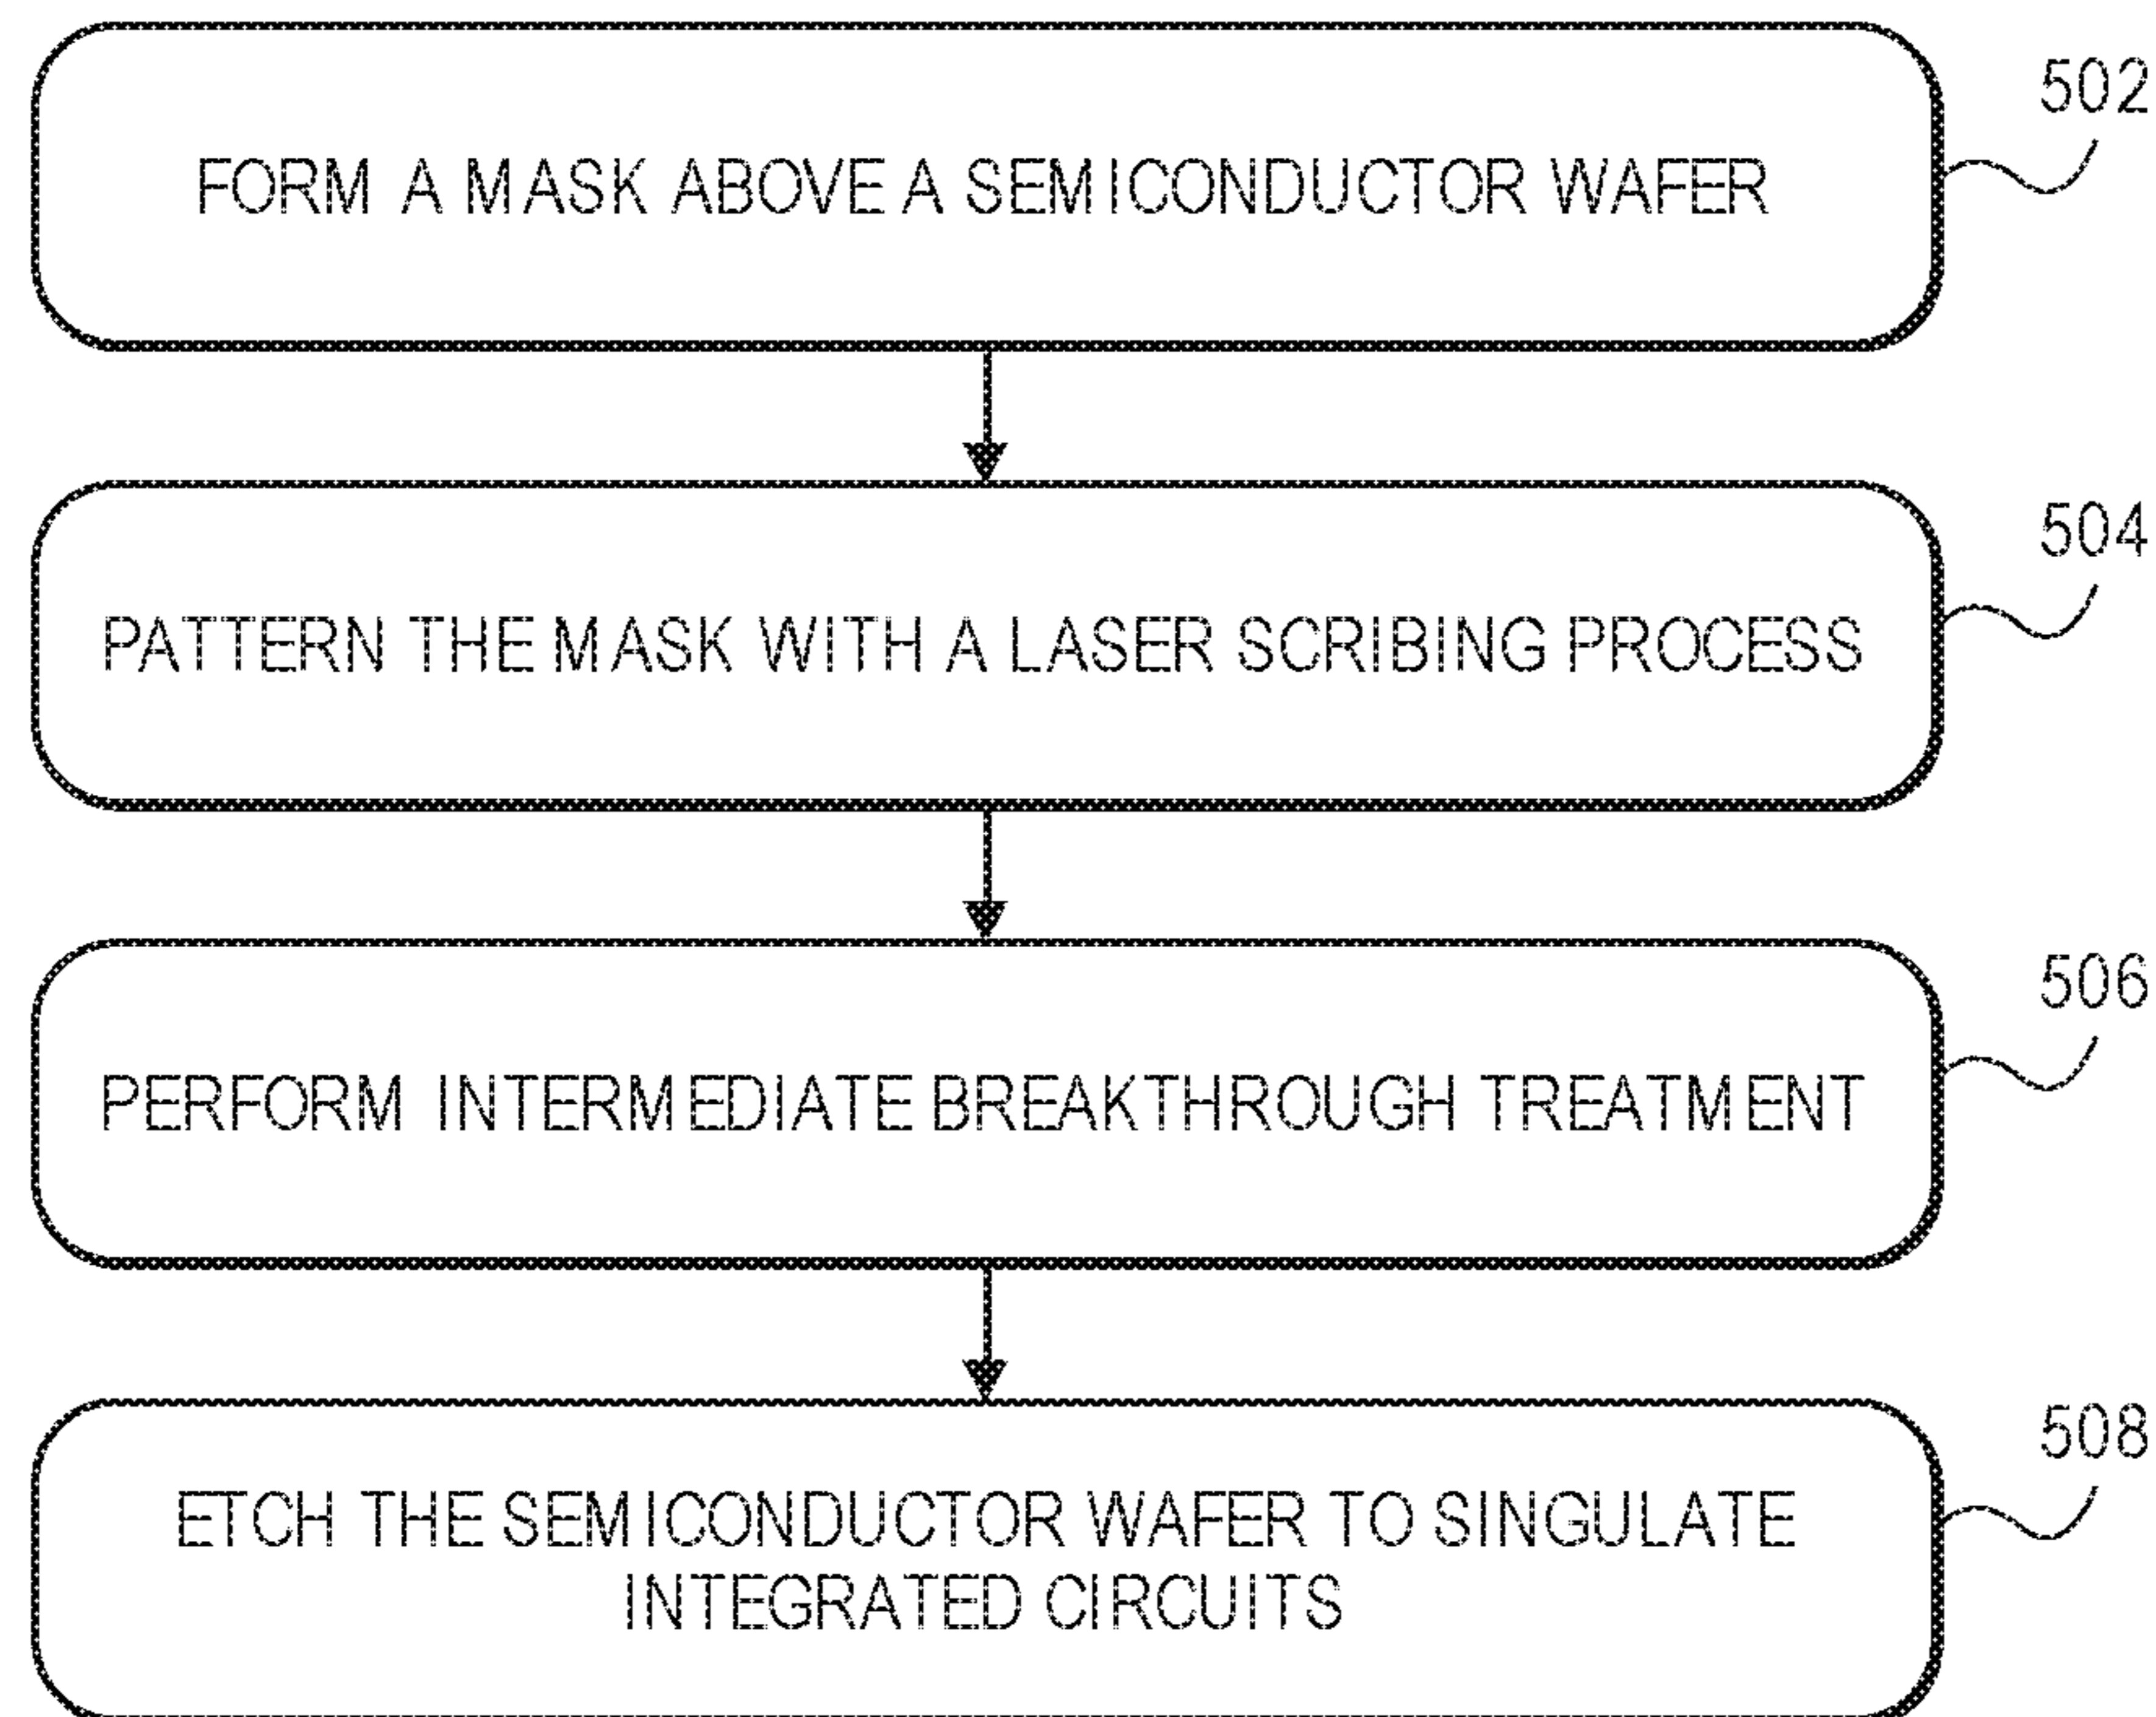 FORM A MASK ABOVE A SEMICONDUCTOR WAFER
502
PATTERN THE MASK WITH A LASER SCRIBING PROCESS
504
PERFORM INTERMEDIATE BREAKTHROUGH TREATMENT
506
ETCH THE SEMICONDUCTOR WAFER TO SINGULATE
INTEGRATED CIRCUITS
508